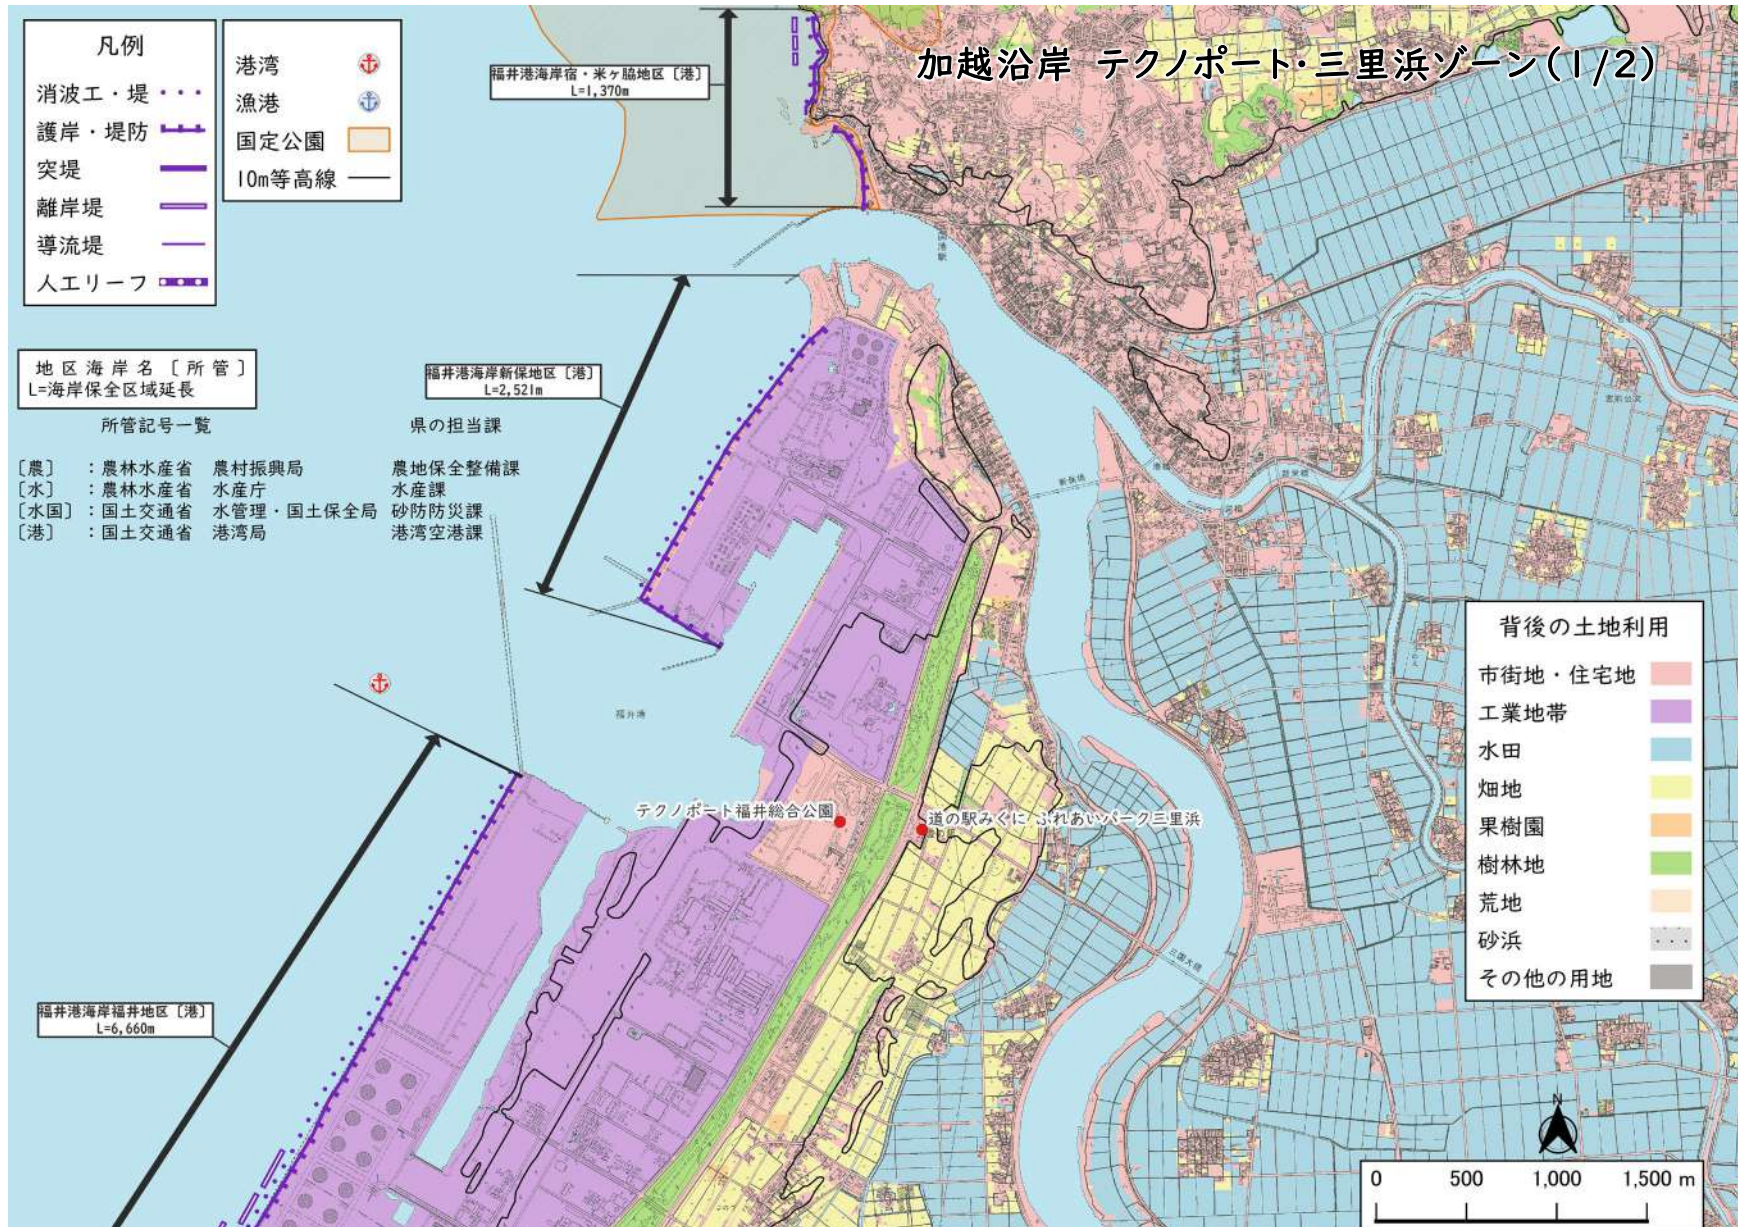 加越沿岸 テクノポート・三里浜ゾーン(1/2)
凡例
消波工・堤
護岸・堤防
突堤
離岸堤
導流堤
人工リーフ
港湾
漁港
国定公園
10m等高線
福井港海岸宿・米ヶ脇地区〔港〕
L=1,370m
地区海岸名〔所管〕
L=海岸保全区域延長
福井港海岸新保地区〔港〕
L=2,521m
所管記号一覧 県の担当課
〔農〕 :農林水産省 農村振興局 農地保全整備課
〔水〕 :農林水産省 水産庁 水産課
〔水国〕:国土交通省 水管理・国土保全局 砂防防災課
〔港〕 :国土交通省 港湾局 港湾空港課
新保橋
福井港
テクノポート福井総合公園
道の駅みくに ふれあいパーク三里浜
三国大橋
福井港海岸福井地区〔港〕
L=6,660m
背後の土地利用
市街地・住宅地
工業地帯
水田
畑地
果樹園
樹林地
荒地
砂浜
その他の用地
N
0 500 1,000 1,500 m